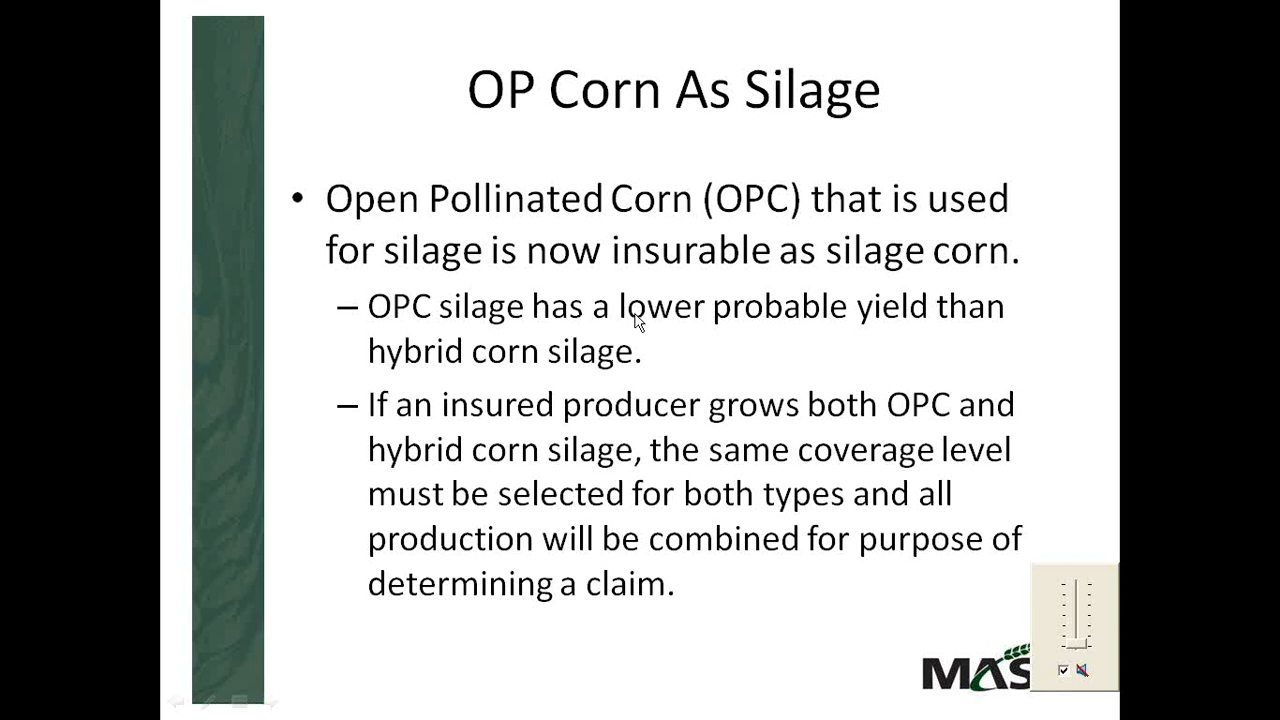 OP Corn As Silage
• Open Pollinated Corn (OPC) that is used
for silage is now insurable as silage corn.
– OPC silage has a lower probable yield than
hybrid corn silage.
– If an insured producer grows both OPC and
hybrid corn silage, the same coverage level
must be selected for both types and all
production will be combined for purpose of
determining a claim.
MAS